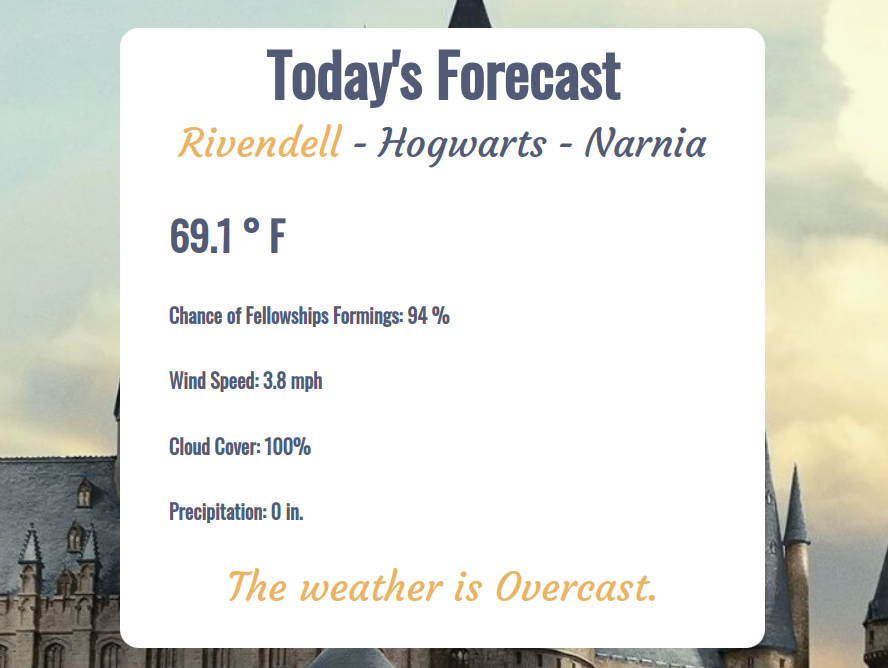 Today's Forecast
Rivendell - Hogwarts - Narnia
69.1 ° F
Chance of Fellowships Formings: 94 %
Wind Speed: 3.8 mph
Cloud Cover: 100%
Precipitation: 0 in.
The weather is Overcast.